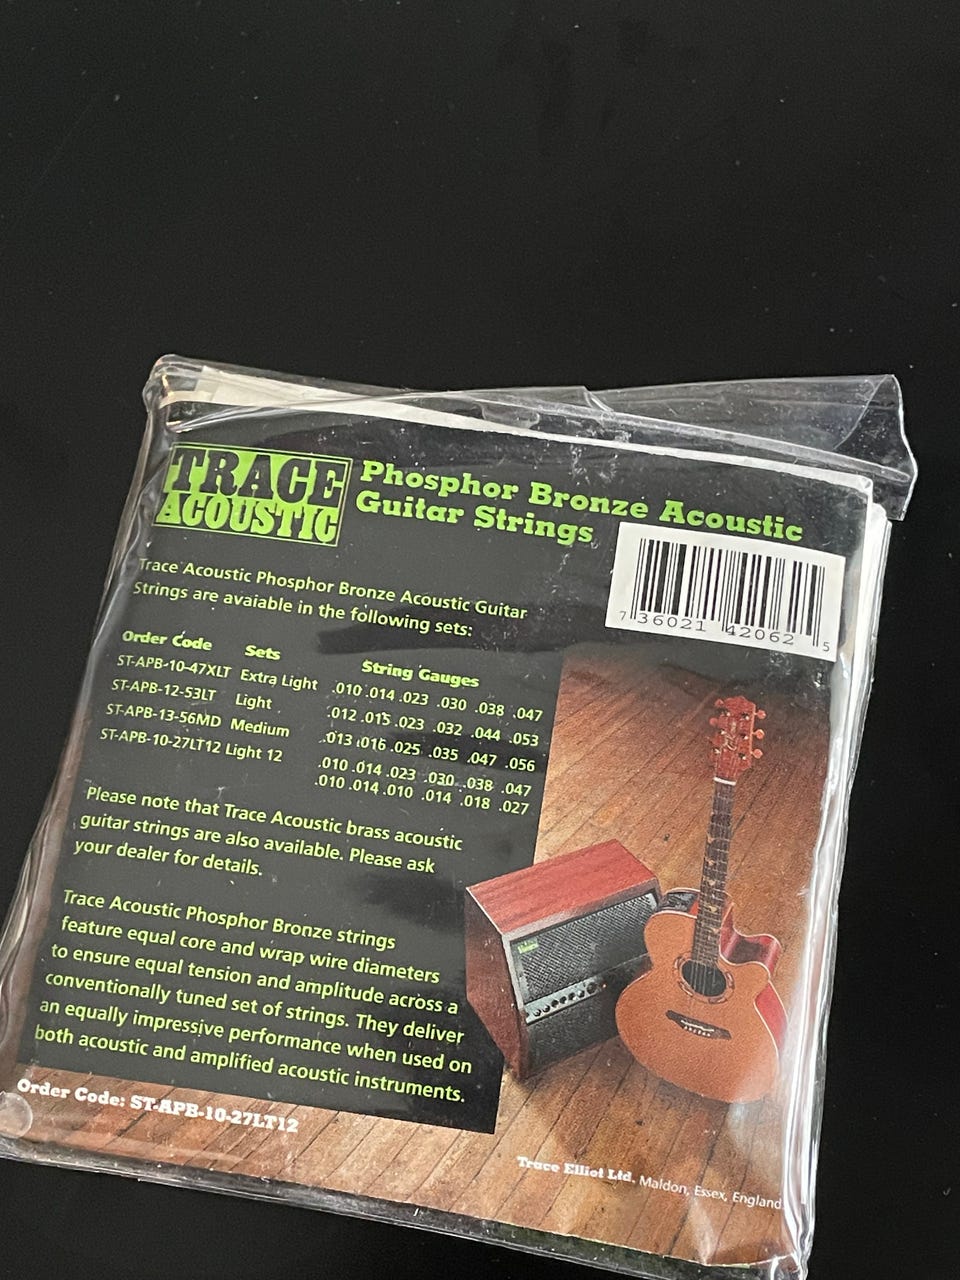 TRACE
ACOUSTIC
Phosphor Bronze Acoustic
Guitar Strings
7 36021 42062 5
Trace Acoustic Phosphor Bronze Acoustic Guitar
Strings are avaiable in the following sets:
Order Code Sets String Gauges
ST-APB-10-47XLT Extra Light .010 .014 .023 .030 .038 .047
ST-APB-12-53LT Light .012 .015 .023 .032 .044 .053
ST-APB-13-56MD Medium .013 .016 .025 .035 .047 .056
ST-APB-10-27LT12 Light 12 .010 .014 .023 .030 .038 .047
.010 .014 .010 .014 .018 .027
Please note that Trace Acoustic brass acoustic
guitar strings are also available. Please ask
your dealer for details.
Trace Acoustic Phosphor Bronze strings
feature equal core and wrap wire diameters
to ensure equal tension and amplitude across a
conventionally tuned set of strings. They deliver
an equally impressive performance when used on
both acoustic and amplified acoustic instruments.
Order Code: ST-APB-10-27LT12
Trace Elliot Ltd. Maldon, Essex, England